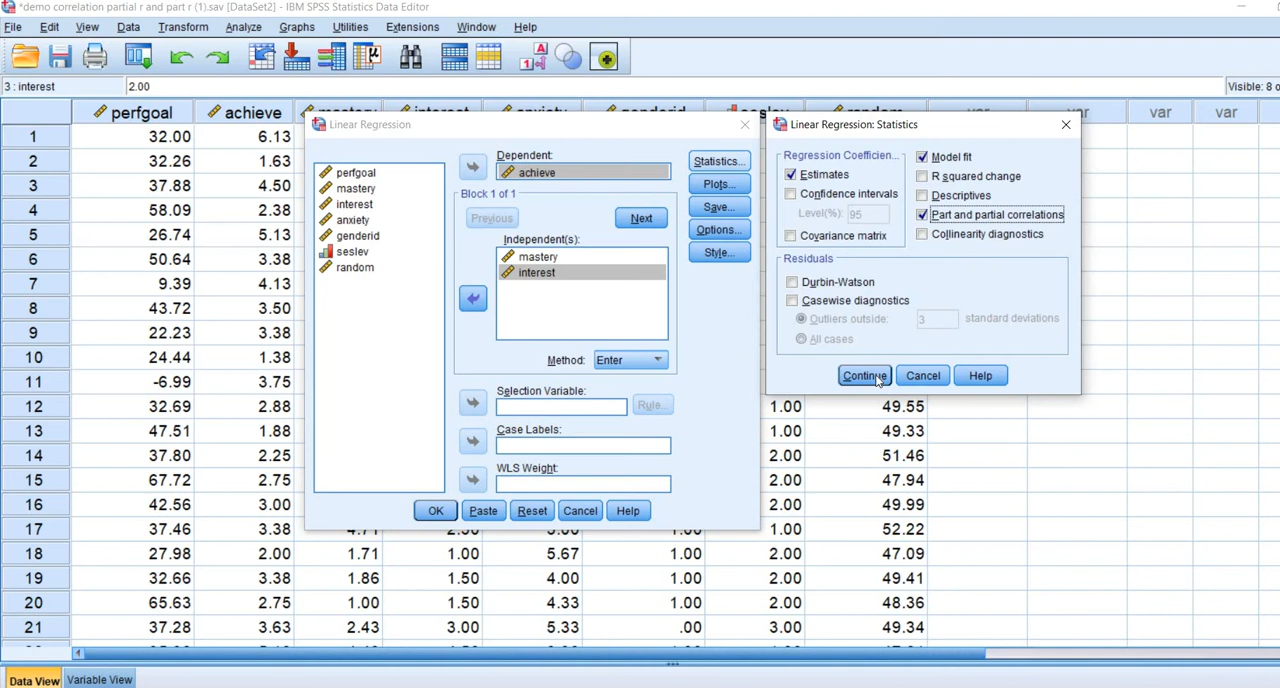 *demo correlation partial r and part r (1).sav [DataSet2] - IBM SPSS Statistics Data Editor
File Edit View Data Transform Analyze Graphs Utilities Extensions Window Help
3 : interest 2.00 Visible: 8 o
perfgoal achieve mastery interest anxiety genderid seslev random var var var var
Linear Regression
Dependent:
achieve
perfgoal
mastery
interest
anxiety
genderid
seslev
random
Block 1 of 1
Previous Next
Independent(s):
mastery
interest
Method: Enter
Selection Variable:
Rule...
Case Labels:
WLS Weight:
Statistics...
Plots...
Save...
Options...
Style...
OK Paste Reset Cancel Help
Linear Regression: Statistics
Regression Coefficien...
Estimates
Confidence intervals
Level(%): 95
Covariance matrix
Model fit
R squared change
Descriptives
Part and partial correlations
Collinearity diagnostics
Residuals
Durbin-Watson
Casewise diagnostics
Outliers outside: 3 standard deviations
All cases
Continue Cancel Help
1 32.00 6.13
2 32.26 1.63
3 37.88 4.50
4 58.09 2.38
5 26.74 5.13
6 50.64 3.38
7 9.39 4.13
8 43.72 3.50
9 22.23 3.38
10 24.44 1.38
11 -6.99 3.75
12 32.69 2.88 1.00 49.55
13 47.51 1.88 1.00 49.33
14 37.80 2.25 2.00 51.46
15 67.72 2.75 2.00 47.94
16 42.56 3.00 2.00 49.99
17 37.46 3.38 4.71 2.50 5.00 1.00 1.00 52.22
18 27.98 2.00 1.71 1.00 5.67 1.00 2.00 47.09
19 32.66 3.38 1.86 1.50 4.00 1.00 2.00 49.41
20 65.63 2.75 1.00 1.50 4.33 1.00 2.00 48.36
21 37.28 3.63 2.43 3.00 5.33 .00 3.00 49.34
Data View Variable View